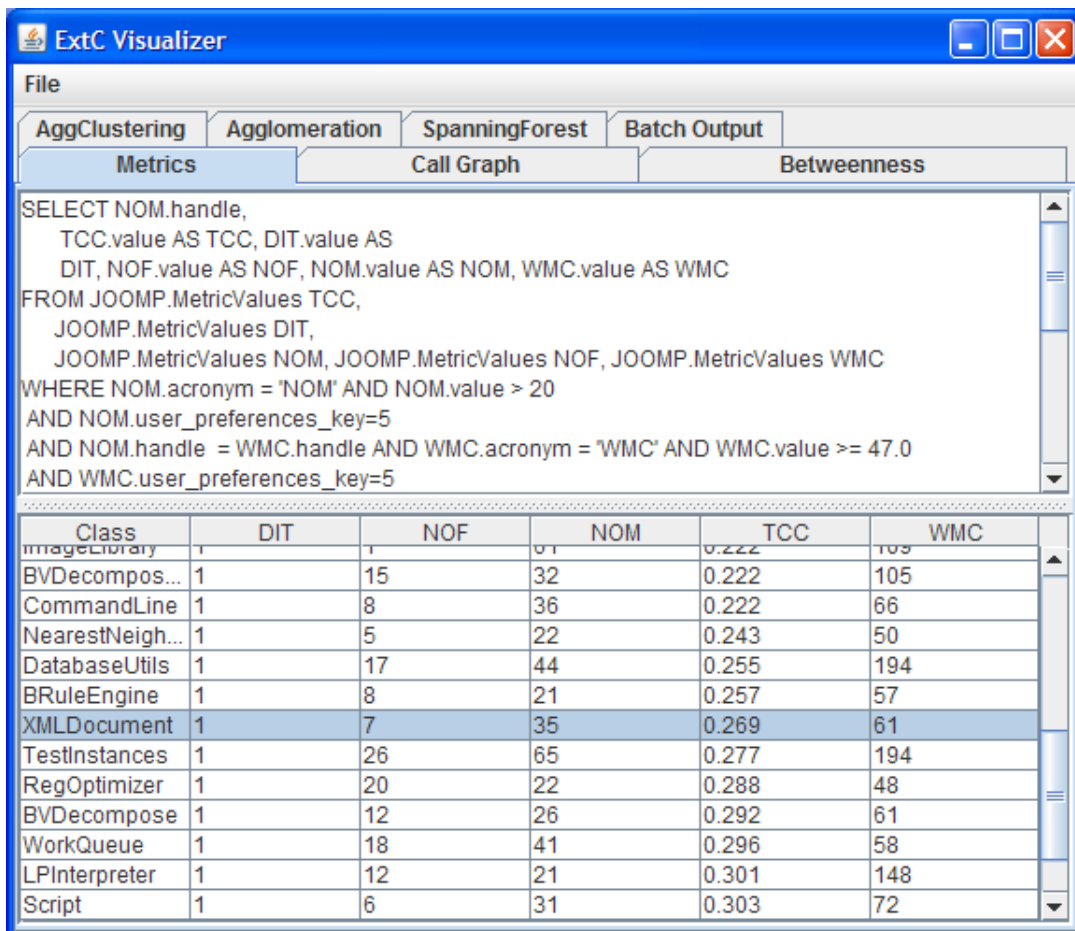 ExtC Visualizer
File
AggClustering Agglomeration SpanningForest Batch Output
Metrics Call Graph Betweenness
SELECT NOM.handle,
TCC.value AS TCC, DIT.value AS
DIT, NOF.value AS NOF, NOM.value AS NOM, WMC.value AS WMC
FROM JOOMP.MetricValues TCC,
JOOMP.MetricValues DIT,
JOOMP.MetricValues NOM, JOOMP.MetricValues NOF, JOOMP.MetricValues WMC
WHERE NOM.acronym = 'NOM' AND NOM.value > 20
AND NOM.user_preferences_key=5
AND NOM.handle = WMC.handle AND WMC.acronym = 'WMC' AND WMC.value >= 47.0
AND WMC.user_preferences_key=5
Class DIT NOF NOM TCC WMC
ImageLibrary 1 1 61 0.222 109
BVDecompos... 1 15 32 0.222 105
CommandLine 1 8 36 0.222 66
NearestNeigh... 1 5 22 0.243 50
DatabaseUtils 1 17 44 0.255 194
BRuleEngine 1 8 21 0.257 57
XMLDocument 1 7 35 0.269 61
TestInstances 1 26 65 0.277 194
RegOptimizer 1 20 22 0.288 48
BVDecompose 1 12 26 0.292 61
WorkQueue 1 18 41 0.296 58
LPInterpreter 1 12 21 0.301 148
Script 1 6 31 0.303 72